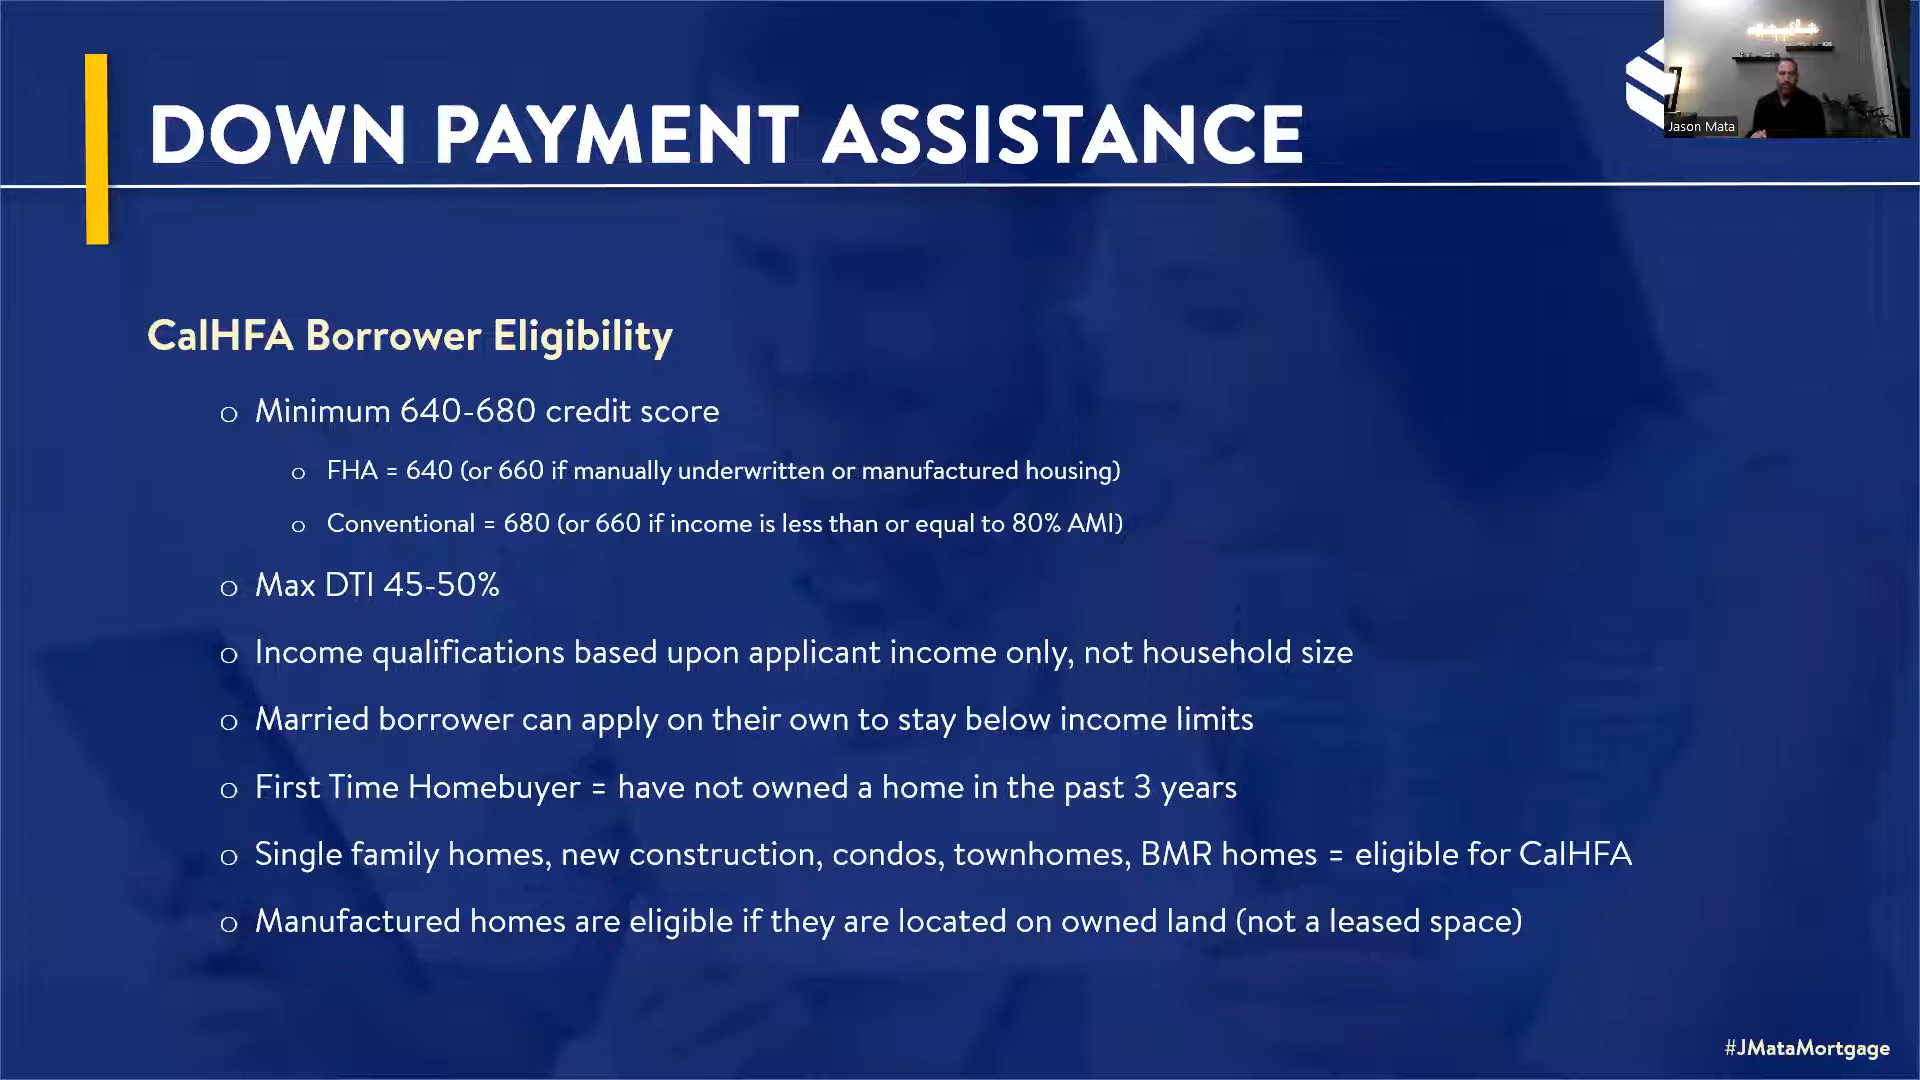 DOWN PAYMENT ASSISTANCE
Jason Mata
CalHFA Borrower Eligibility
o Minimum 640-680 credit score
o FHA = 640 (or 660 if manually underwritten or manufactured housing)
o Conventional = 680 (or 660 if income is less than or equal to 80% AMI)
o Max DTI 45-50%
o Income qualifications based upon applicant income only, not household size
o Married borrower can apply on their own to stay below income limits
o First Time Homebuyer = have not owned a home in the past 3 years
o Single family homes, new construction, condos, townhomes, BMR homes = eligible for CalHFA
o Manufactured homes are eligible if they are located on owned land (not a leased space)
#JMataMortgage